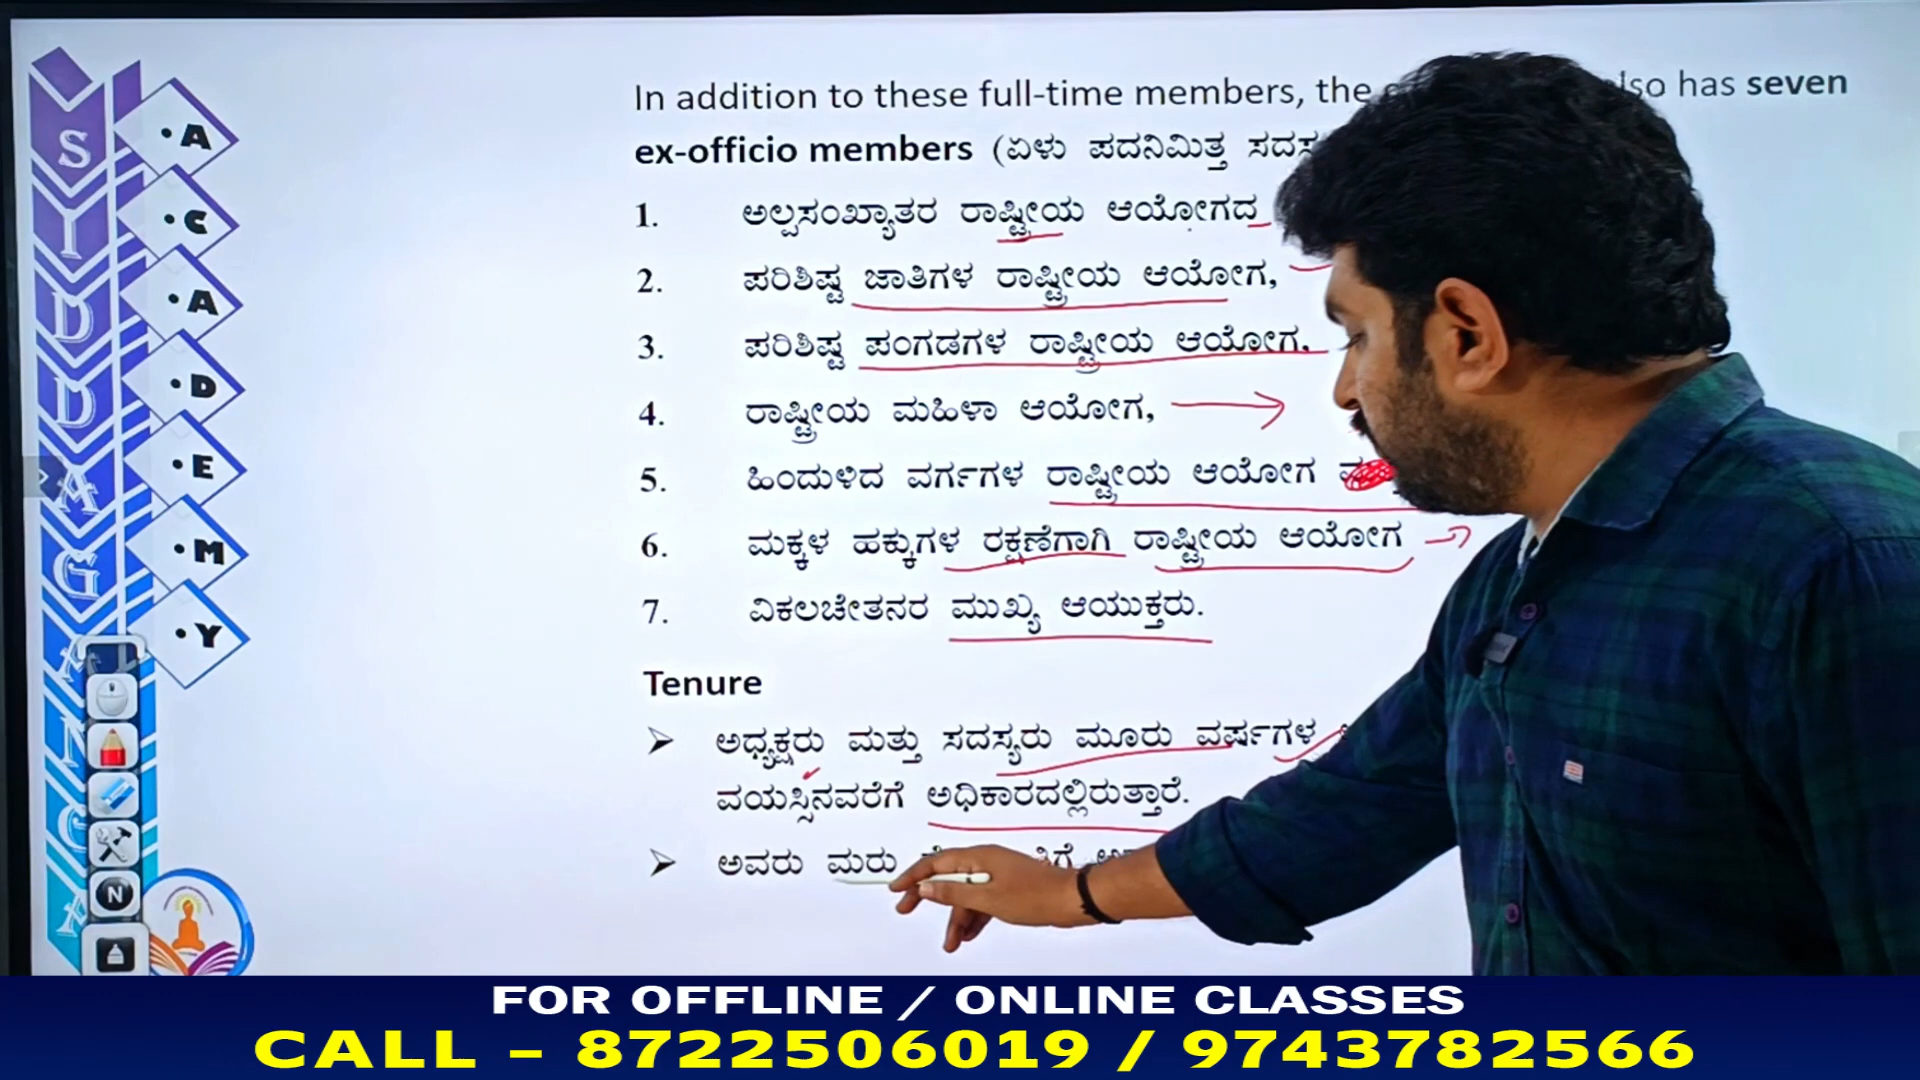 In addition to these full-time members, the also has seven
ex-officio members (ಏಳು ಪದನಿಮಿತ್ತ
1. ಅಲ್ಪಸಂಖ್ಯಾತರ ರಾಷ್ಟ್ರೀಯ ಆಯೋಗದ
2. ಪರಿಶಿಷ್ಟ ಜಾತಿಗಳ ರಾಷ್ಟ್ರೀಯ ಆಯೋಗ,
3. ಪರಿಶಿಷ್ಟ ಪಂಗಡಗಳ ರಾಷ್ಟ್ರೀಯ ಆಯೋಗ,
4. ರಾಷ್ಟ್ರೀಯ ಮಹಿಳಾ ಆಯೋಗ,
5. ಹಿಂದುಳಿದ ವರ್ಗಗಳ ರಾಷ್ಟ್ರೀಯ ಆಯೋಗ
6. ಮಕ್ಕಳ ಹಕ್ಕುಗಳ ರಕ್ಷಣೆಗಾಗಿ ರಾಷ್ಟ್ರೀಯ ಆಯೋಗ
7. ವಿಕಲಚೇತನರ ಮುಖ್ಯ ಆಯುಕ್ತರು.
Tenure
➤ ಅಧ್ಯಕ್ಷರು ಮತ್ತು ಸದಸ್ಯರು ಮೂರು ವರ್ಷಗಳ
ವಯಸ್ಸಿನವರೆಗೆ ಅಧಿಕಾರದಲ್ಲಿರುತ್ತಾರೆ.
➤ ಅವರು ಮರು
SIDDAGANGA
• A
• C
• A
• D
• E
• M
• Y
N
FOR OFFLINE / ONLINE CLASSES
CALL – 8722506019 / 9743782566